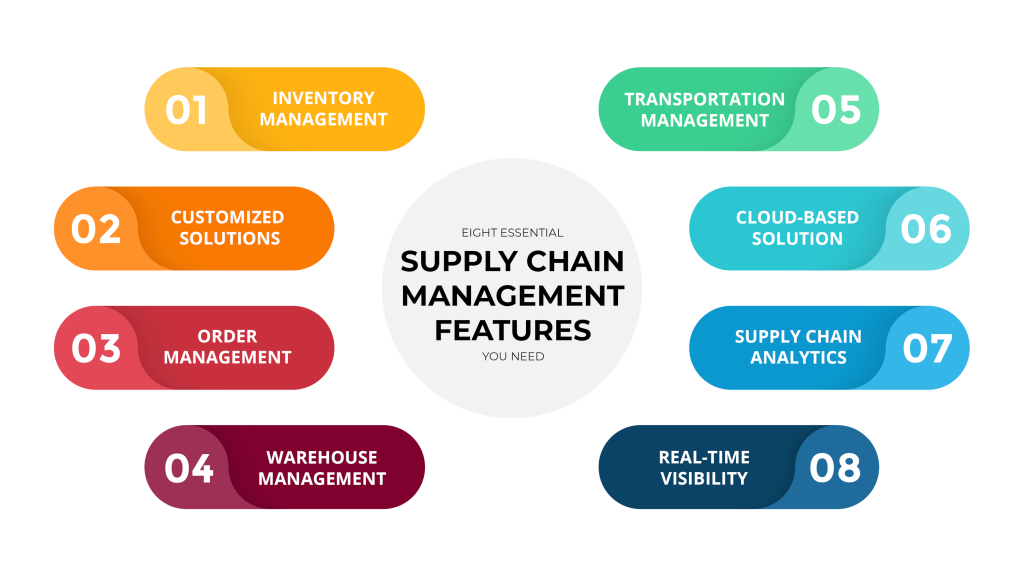 EIGHT ESSENTIAL
SUPPLY CHAIN
MANAGEMENT
FEATURES
YOU NEED
01
INVENTORY
MANAGEMENT
02
CUSTOMIZED
SOLUTIONS
03
ORDER
MANAGEMENT
04
WAREHOUSE
MANAGEMENT
05
TRANSPORTATION
MANAGEMENT
06
CLOUD-BASED
SOLUTION
07
SUPPLY CHAIN
ANALYTICS
08
REAL-TIME
VISIBILITY